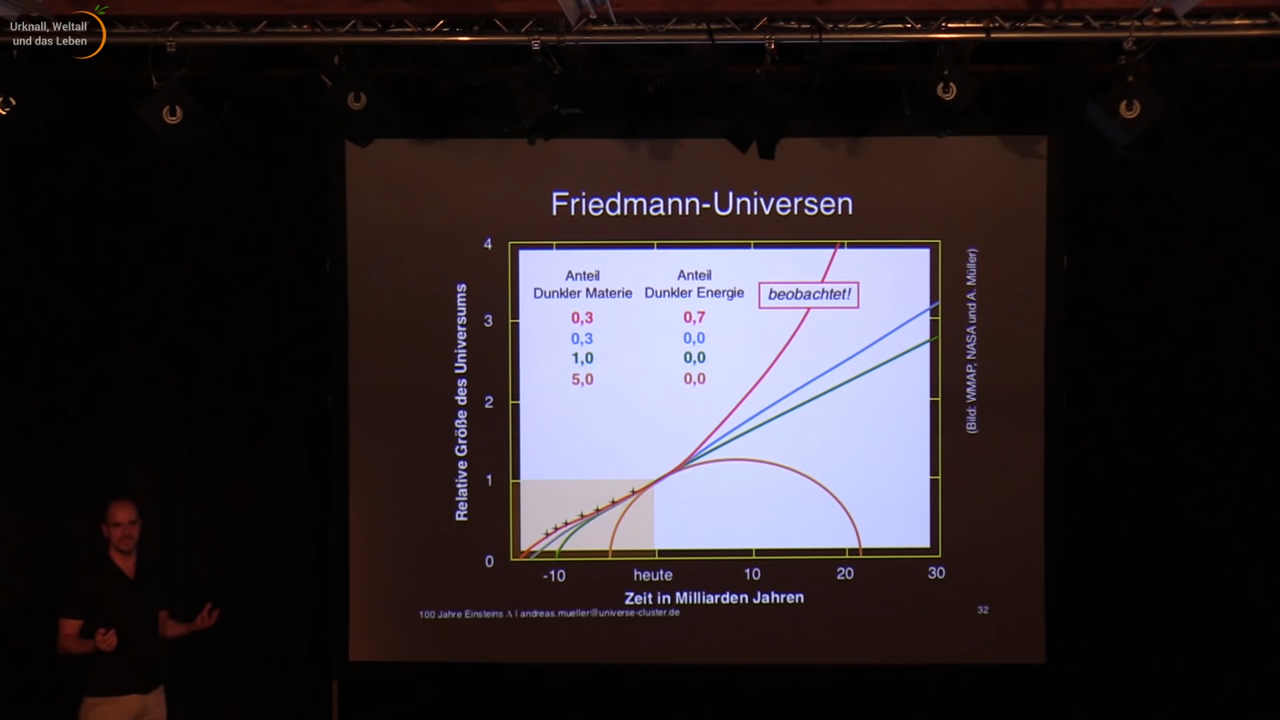 Urknall, Weltall
und das Leben
Friedmann-Universen
4
3
2
1
0
Relative Größe des Universums
Anteil
Dunkler Materie
Anteil
Dunkler Energie
beobachtet!
0,3 0,7
0,3 0,0
1,0 0,0
5,0 0,0
(Bild: WMAP, NASA und A. Müller)
-10 heute 10 20 30
Zeit in Milliarden Jahren
100 Jahre Einsteins Λ | andreas.mueller@universe-cluster.de
32